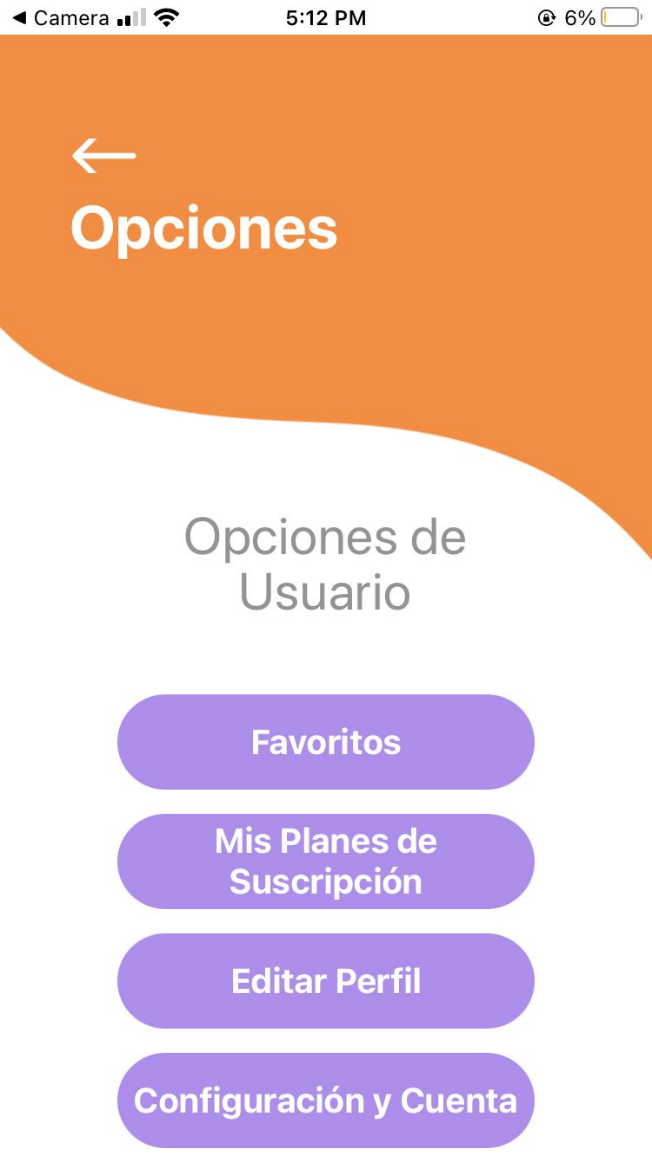 ◀ Camera 5:12 PM 6%
Opciones
Opciones de
Usuario
Favoritos
Mis Planes de
Suscripción
Editar Perfil
Configuración y Cuenta